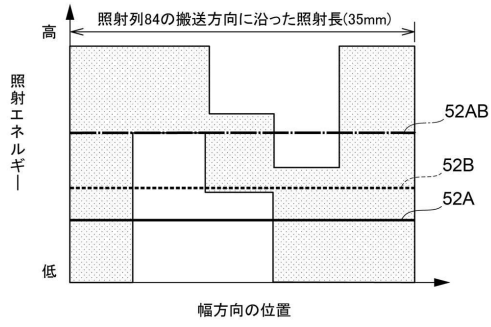 照射列84の搬送方向に沿った照射長(35mm)
高
照射エネルギー
52AB
52B
52A
低
幅方向の位置